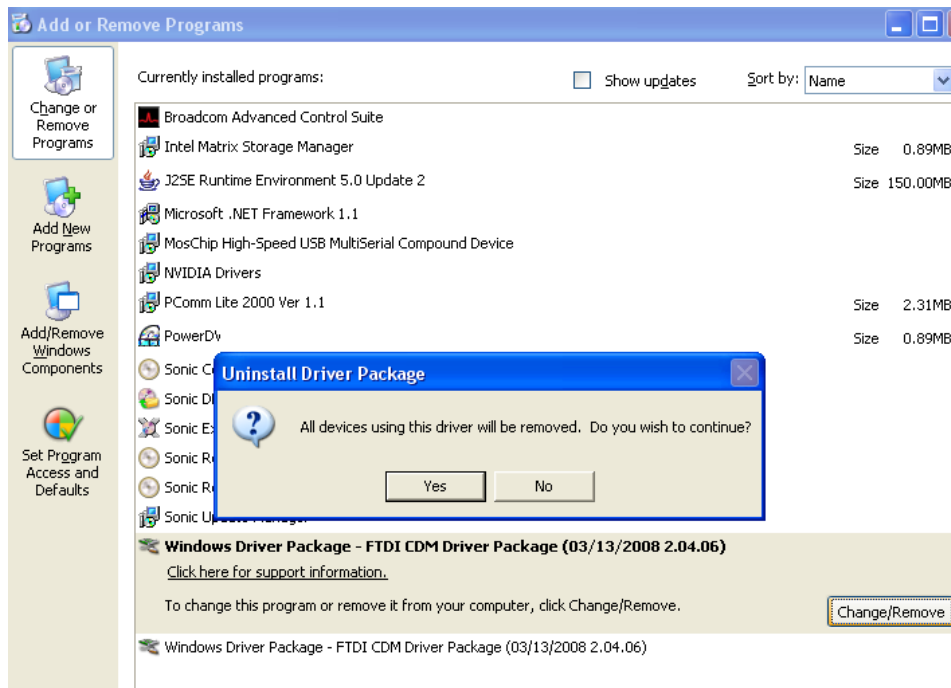 Add or Remove Programs
Change or
Remove
Programs
Add New
Programs
Add/Remove
Windows
Components
Set Program
Access and
Defaults
Currently installed programs:
Show updates
Sort by: Name
Broadcom Advanced Control Suite
Intel Matrix Storage Manager Size 0.89MB
J2SE Runtime Environment 5.0 Update 2 Size 150.00MB
Microsoft .NET Framework 1.1
MosChip High-Speed USB MultiSerial Compound Device
NVIDIA Drivers
PComm Lite 2000 Ver 1.1 Size 2.31MB
PowerDV Size 0.89MB
Sonic
Sonic
Sonic
Sonic
Sonic
Sonic
Uninstall Driver Package
All devices using this driver will be removed. Do you wish to continue?
Yes No
Windows Driver Package - FTDI CDM Driver Package (03/13/2008 2.04.06)
Click here for support information.
To change this program or remove it from your computer, click Change/Remove.
Change/Remove
Windows Driver Package - FTDI CDM Driver Package (03/13/2008 2.04.06)